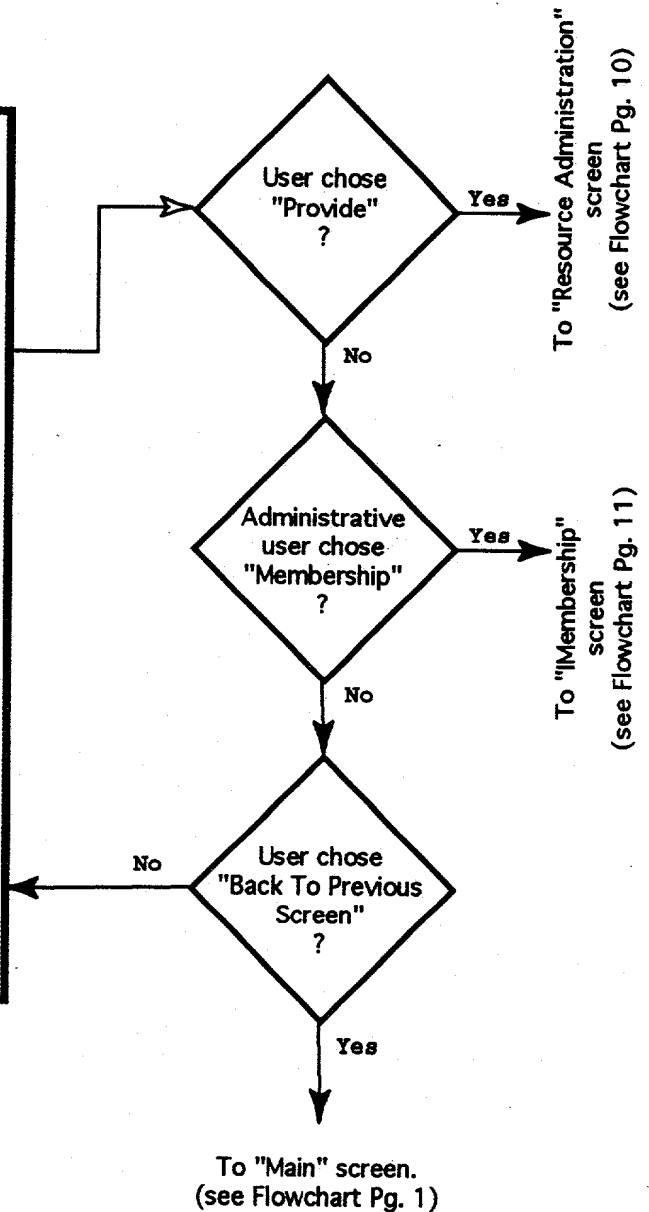 User chose
"Provide"
?
Yes
To "Resource Administration"
screen
(see Flowchart Pg. 10)
No
Administrative
user chose
"Membership"
?
Yes
To "IMembership"
screen
(see Flowchart Pg. 11)
No
User chose
"Back To Previous
Screen"
?
No
Yes
To "Main" screen.
(see Flowchart Pg. 1)